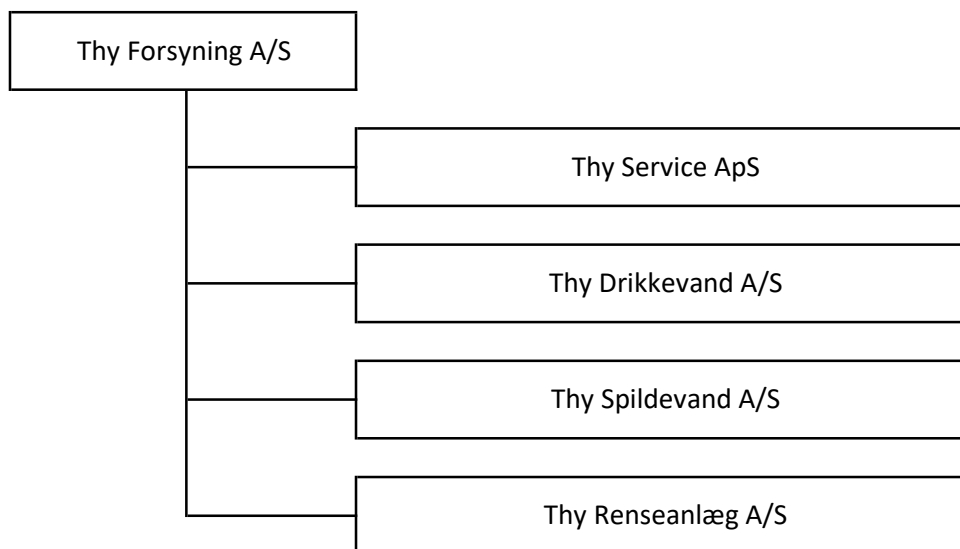 Thy Forsyning A/S
Thy Service ApS
Thy Drikkevand A/S
Thy Spildevand A/S
Thy Renseanlæg A/S